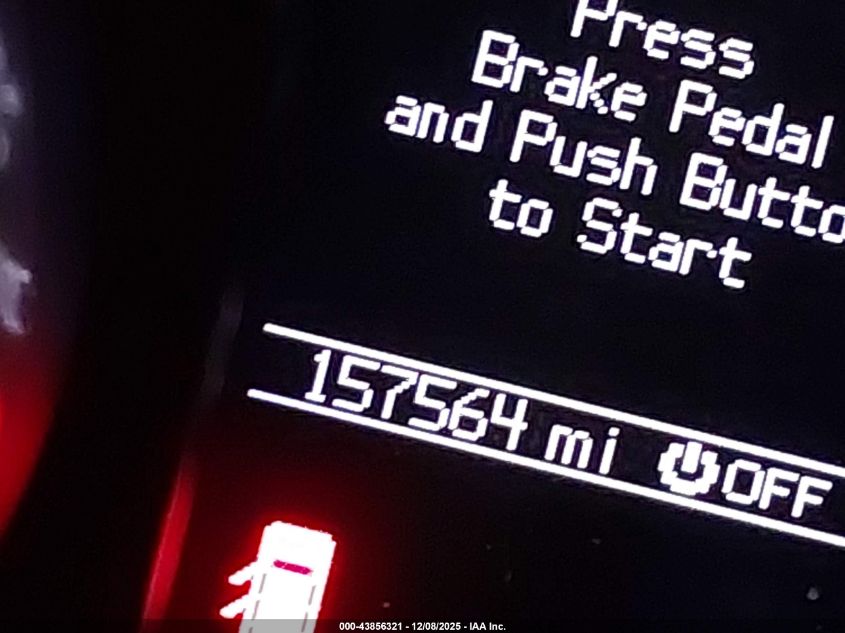 Press
Brake Pedal
and Push Butto
to Start
157564 mi OFF
000-43856321 - 12/08/2025 - IAA Inc.